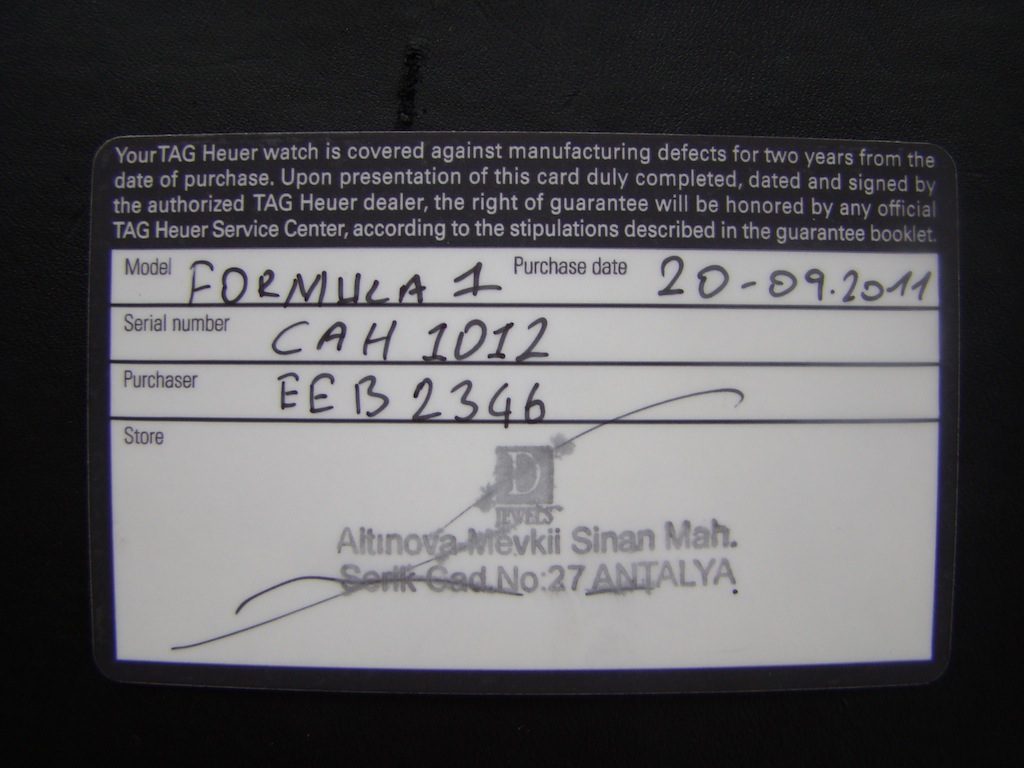 Your TAG Heuer watch is covered against manufacturing defects for two years from the
date of purchase. Upon presentation of this card duly completed, dated and signed by
the authorized TAG Heuer dealer, the right of guarantee will be honored by any official
TAG Heuer Service Center, according to the stipulations described in the guarantee booklet.
Model FORMULA 1 Purchase date 20-09.2011
Serial number CAH 1012
Purchaser EEB 2346
Store
D
JEWELS
Altınova Mevkii Sinan Mah.
Serik Cad.No:27 ANTALYA